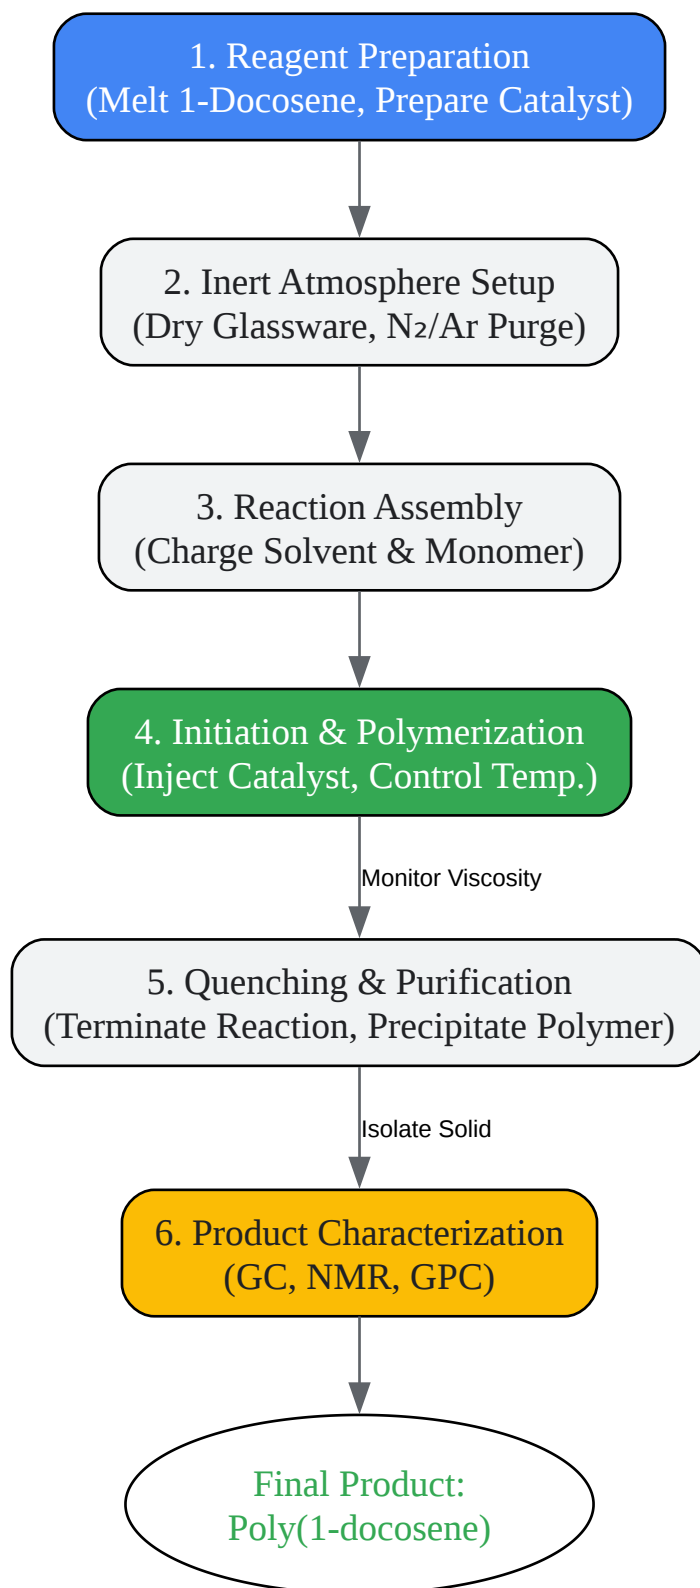 1. Reagent Preparation
(Melt 1-Docosene, Prepare Catalyst)
2. Inert Atmosphere Setup
(Dry Glassware, N₂/Ar Purge)
3. Reaction Assembly
(Charge Solvent & Monomer)
4. Initiation & Polymerization
(Inject Catalyst, Control Temp.)
Monitor Viscosity
5. Quenching & Purification
(Terminate Reaction, Precipitate Polymer)
Isolate Solid
6. Product Characterization
(GC, NMR, GPC)
Final Product:
Poly(1-docosene)